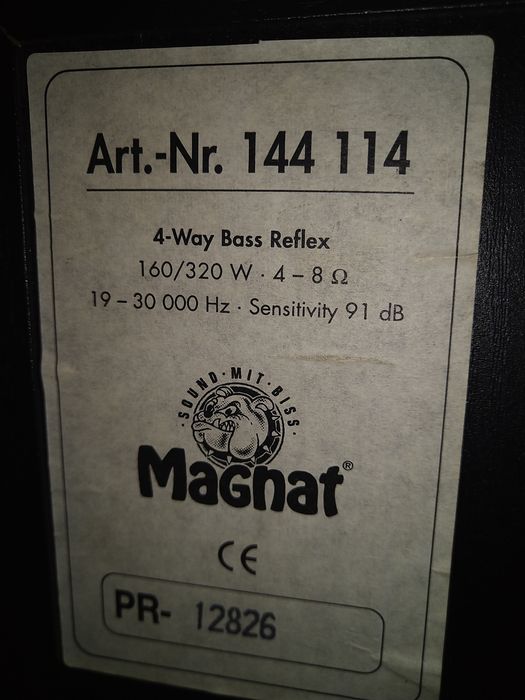 Art.-Nr. 144 114
4-Way Bass Reflex
160/320 W · 4 – 8 Ω
19 – 30 000 Hz · Sensitivity 91 dB
·SOUND·MIT·BISS·
Magnat®
CE
PR- 12826